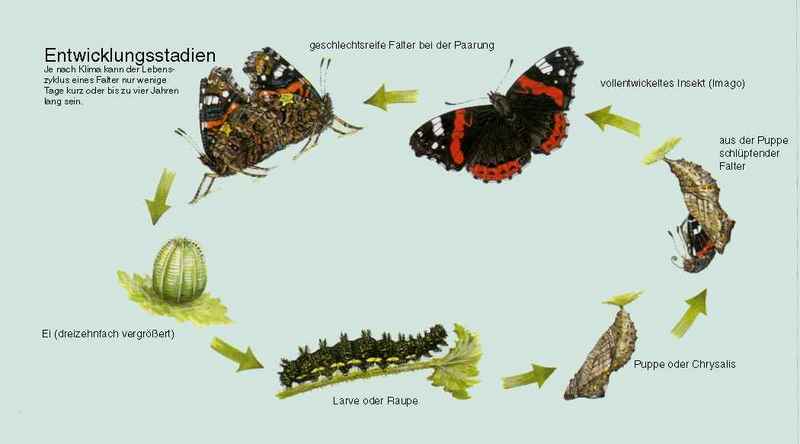 Entwicklungsstadien
Je nach Klima kann der Lebens-
zyklus eines Falter nur wenige
Tage kurz oder bis zu vier Jahren
lang sein.
geschlechtsreife Falter bei der Paarung
vollentwickeltes Insekt (Imago)
aus der Puppe
schlüpfender
Falter
Ei (dreizehnfach vergrößert)
Larve oder Raupe
Puppe oder Chrysalis